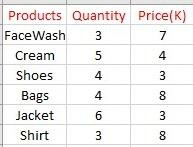 Products Quantity Price(K)
FaceWash 3 7
Cream 5 4
Shoes 4 3
Bags 4 8
Jacket 6 3
Shirt 3 8